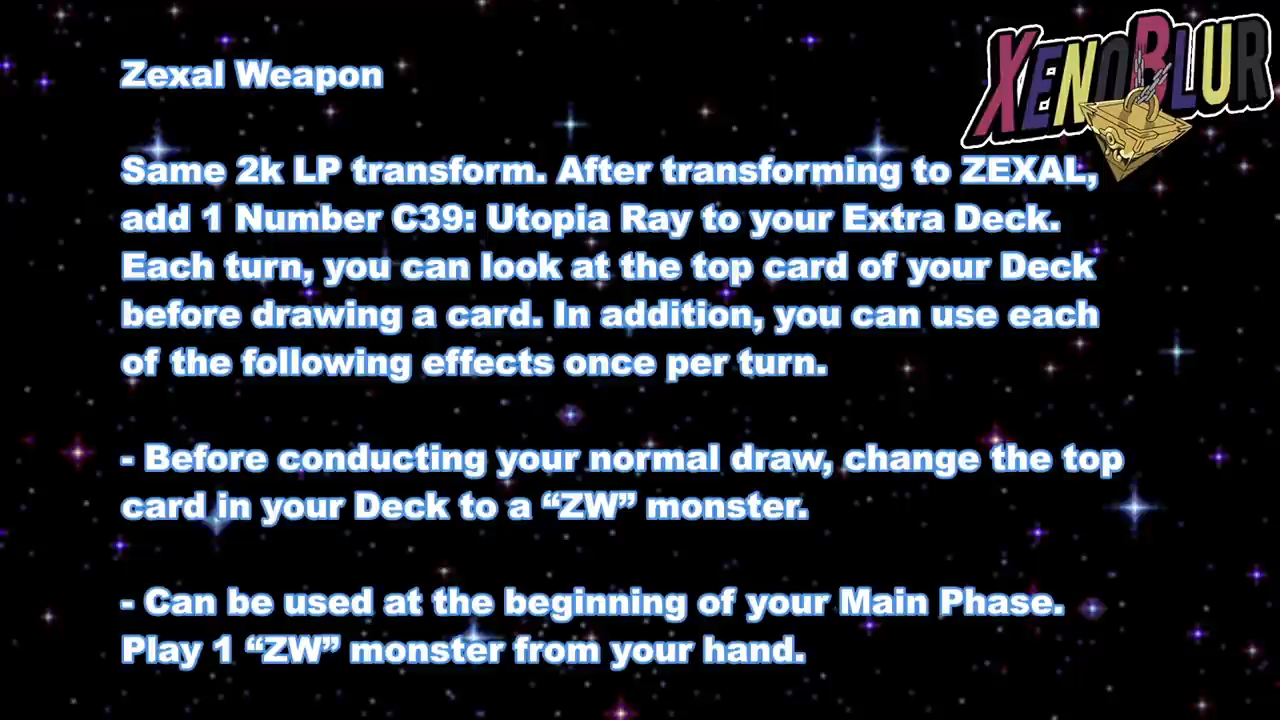 XENOBLUR
Zexal Weapon
Same 2k LP transform. After transforming to ZEXAL,
add 1 Number C39: Utopia Ray to your Extra Deck.
Each turn, you can look at the top card of your Deck
before drawing a card. In addition, you can use each
of the following effects once per turn.
- Before conducting your normal draw, change the top
card in your Deck to a “ZW” monster.
- Can be used at the beginning of your Main Phase.
Play 1 “ZW” monster from your hand.